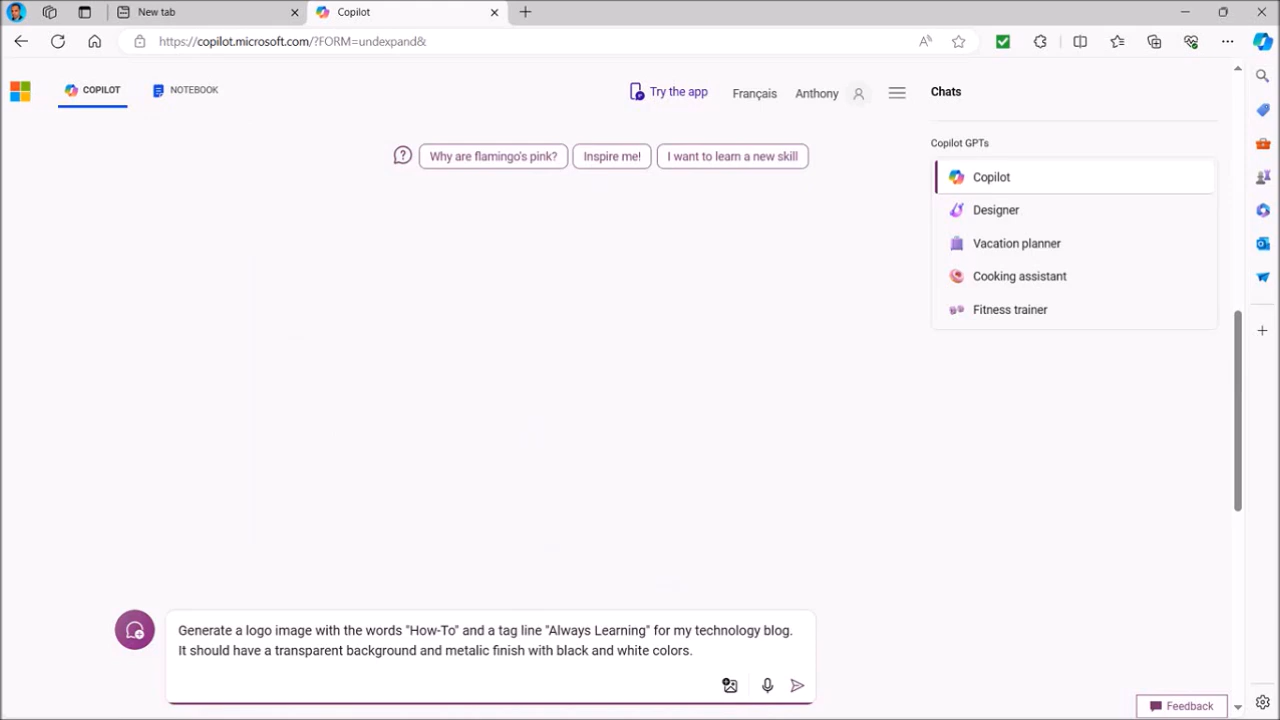 New tab
Copilot
https://copilot.microsoft.com/?FORM=undexpand&
COPILOT
NOTEBOOK
Try the app
Français
Anthony
Chats
Copilot GPTs
Why are flamingo's pink?
Inspire me!
I want to learn a new skill
Copilot
Designer
Vacation planner
Cooking assistant
Fitness trainer
Generate a logo image with the words "How-To" and a tag line "Always Learning" for my technology blog.
It should have a transparent background and metalic finish with black and white colors.
Feedback